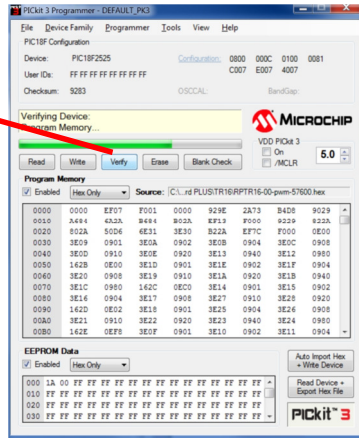 PICkit 3 Programmer - DEFAULT_PK3
File Device Family Programmer Tools View Help
PIC18F Configuration
Device: PIC18F2525 Configuration: 0800 000C 0100 0081
C007 E007 4007
User IDs: FF FF FF FF FF FF FF FF
Checksum: 9283 OSCCAL: BandGap:
Verifying Device:
Program Memory...
MICROCHIP
VDD PICkit 3
On
/MCLR
5.0
Read Write Verify Erase Blank Check
Program Memory
Enabled Hex Only Source: C:\...rd PLUS\TR16\RPTR16-00-pwm-57600.hex
0000 0000 EF07 F001 0000 929E 2A73 B4D8 9029
0010 A684 6A2A B684 802A EF13 F000 9229 822A
0020 802A 50D6 6E31 3E30 B22A EF7C F000 0E00
0030 3E09 0901 3E0A 0902 3E0B 0904 3E0C 0908
0040 3E0D 0910 3E0E 0920 3E13 0940 3E12 0980
0050 162B 0E00 3E1D 0901 3E1E 0902 3E1F 0904
0060 3E20 0908 3E19 0910 3E1A 0920 3E1B 0940
0070 3E1C 0980 162C 0EC0 3E14 0901 3E15 0902
0080 3E16 0904 3E17 0908 3E27 0910 3E28 0920
0090 162D 0E02 3E18 0901 3E25 0904 3E26 0908
00A0 3E21 0910 3E22 0920 3E23 0940 3E24 0980
00B0 162E 0EF8 3E0F 0901 3E10 0902 3E11 0904
EEPROM Data
Enabled Hex Only
Auto Import Hex
+ Write Device
Read Device +
Export Hex File
000 1A 00 FF FF FF FF FF FF FF FF FF FF FF FF FF FF
010 FF FF FF FF FF FF FF FF FF FF FF FF FF FF FF FF
020 FF FF FF FF FF FF FF FF FF FF FF FF FF FF FF FF
030 FF FF FF FF FF FF FF FF FF FF FF FF FF FF FF FF
PICkit™ 3